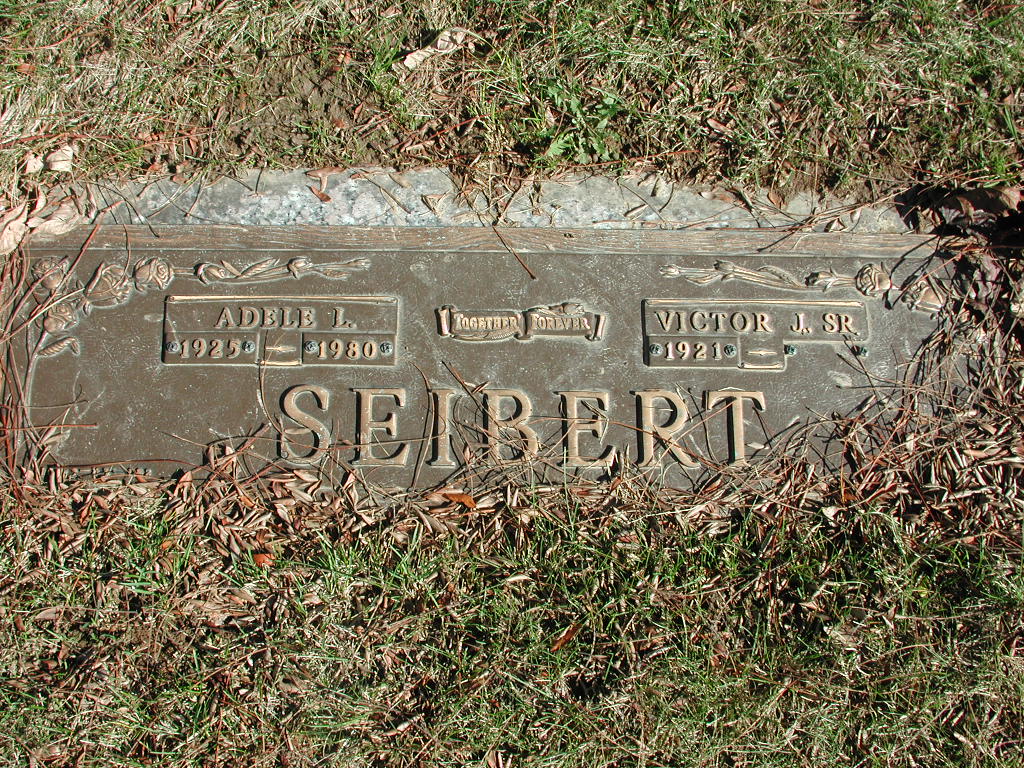 ADELE L.
1925 - 1980
TOGETHER FOREVER
VICTOR J. SR.
1921 -
SEIBERT